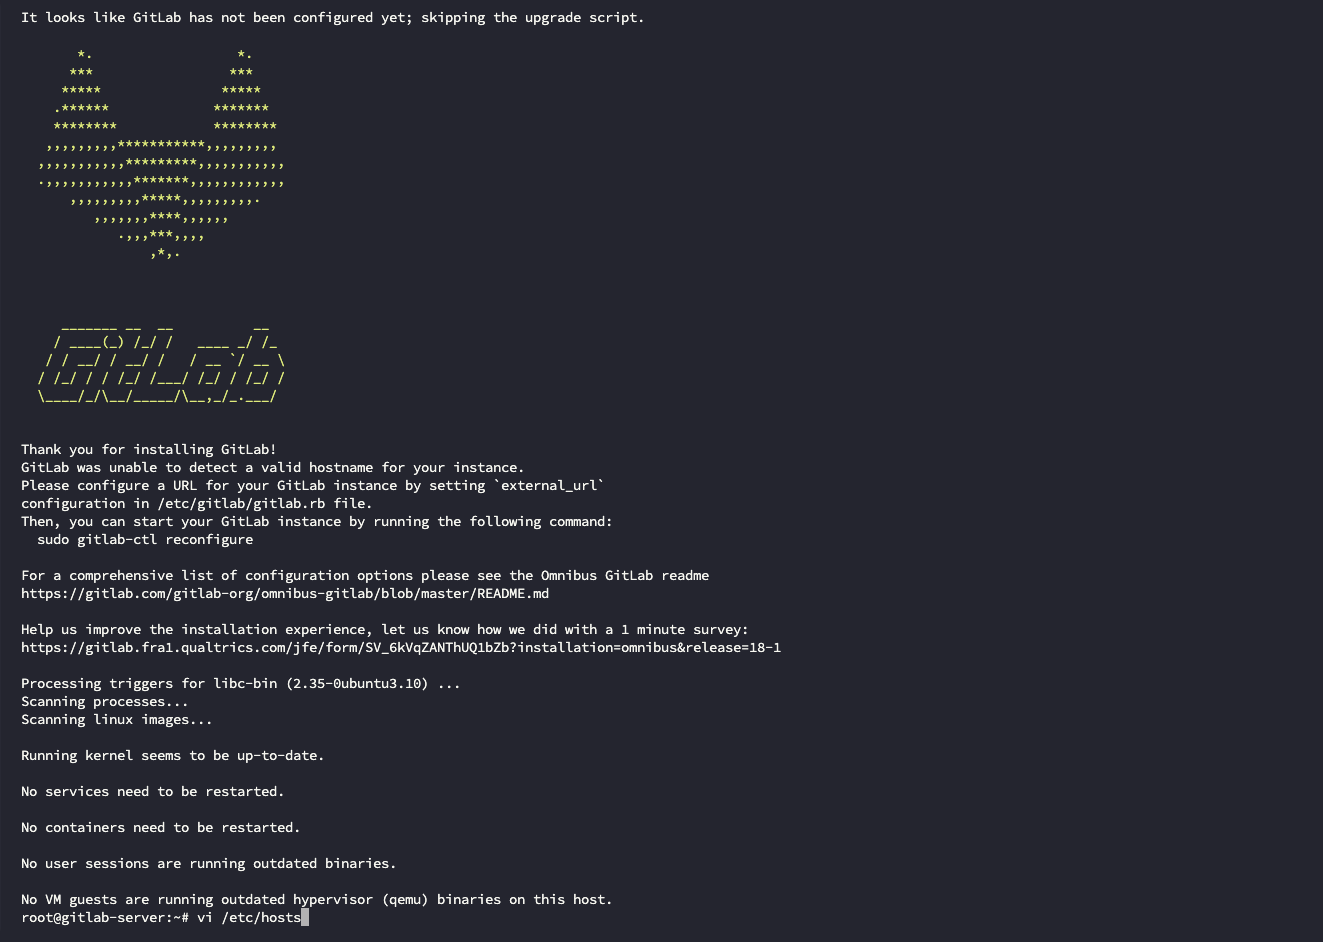 It looks like GitLab has not been configured yet; skipping the upgrade script.
       *.                  *.
      ***                 ***
     *****               *****
    .******             *******
    ********            ********
   ,,,,,,,,,***********,,,,,,,,,
  ,,,,,,,,,,,*********,,,,,,,,,,,
  .,,,,,,,,,,,*******,,,,,,,,,,,,
      ,,,,,,,,,*****,,,,,,,,,.
         ,,,,,,,****,,,,,,
            .,,,***,,,,
                ,*,.
     _______ __  __          __
    / ____(_) /_/ /   ____ _/ /_
   / / __/ / __/ /   / __ `/ __ \
  / /_/ / / /_/ /___/ /_/ / /_/ /
  \____/_/\__/_____/\__,_/_.___/
Thank you for installing GitLab!
GitLab was unable to detect a valid hostname for your instance.
Please configure a URL for your GitLab instance by setting `external_url`
configuration in /etc/gitlab/gitlab.rb file.
Then, you can start your GitLab instance by running the following command:
  sudo gitlab-ctl reconfigure
For a comprehensive list of configuration options please see the Omnibus GitLab readme
https://gitlab.com/gitlab-org/omnibus-gitlab/blob/master/README.md
Help us improve the installation experience, let us know how we did with a 1 minute survey:
https://gitlab.fra1.qualtrics.com/jfe/form/SV_6kVqZANThUQ1bZb?installation=omnibus&release=18-1
Processing triggers for libc-bin (2.35-0ubuntu3.10) ...
Scanning processes...
Scanning linux images...
Running kernel seems to be up-to-date.
No services need to be restarted.
No containers need to be restarted.
No user sessions are running outdated binaries.
No VM guests are running outdated hypervisor (qemu) binaries on this host.
root@gitlab-server:~# vi /etc/hosts